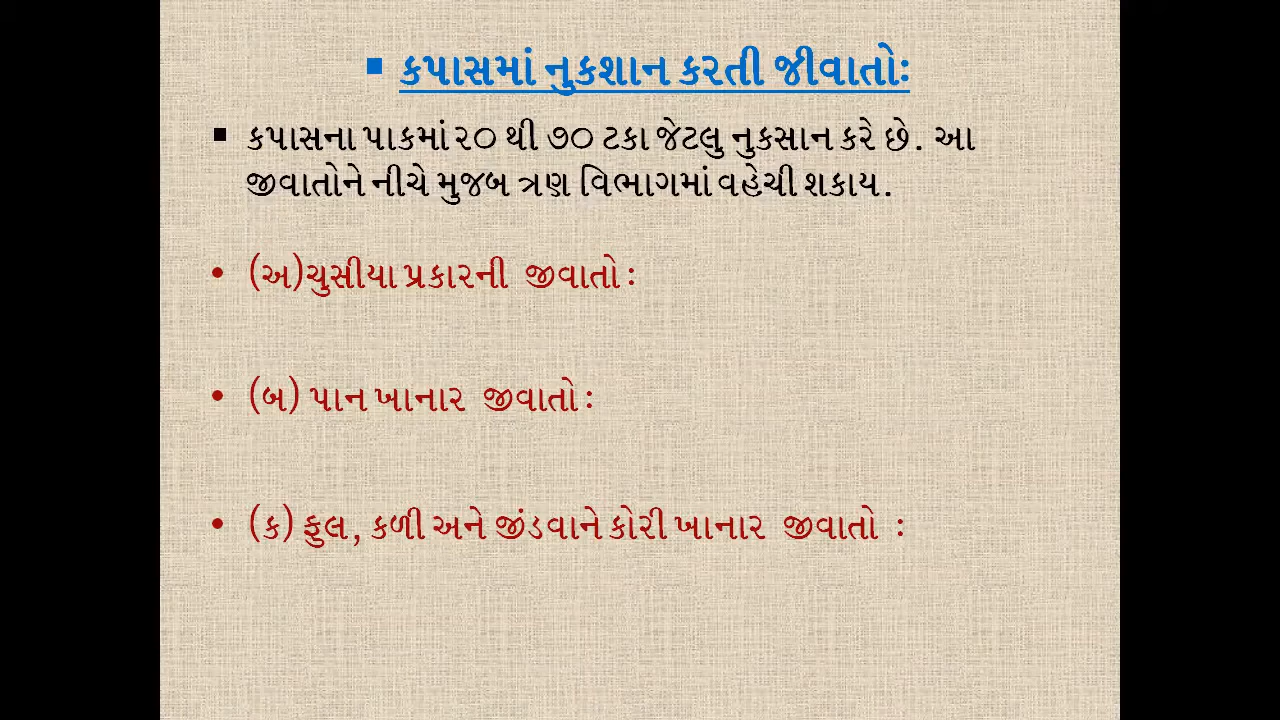 ▪ કપાસમાં નુકશાન કરતી જીવાતોઃ
▪ કપાસના પાકમાં ૨૦ થી ૭૦ ટકા જેટલુ નુકસાન કરે છે. આ
જીવાતોને નીચે મુજબ ત્રણ વિભાગમાં વહેચી શકાય.
• (અ)ચુસીયા પ્રકારની જીવાતો :
• (બ) પાન ખાનાર જીવાતો :
• (ક) ફુલ, કળી અને જીંડવાને કોરી ખાનાર જીવાતો :